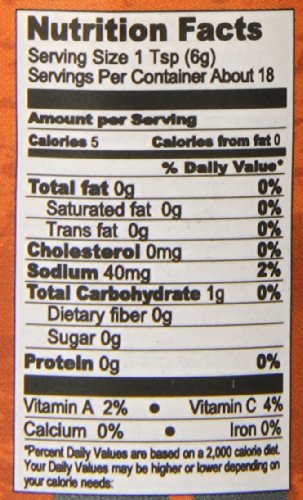 Nutrition Facts
Serving Size 1 Tsp (6g)
Servings Per Container About 18
Amount per Serving
Calories 5 Calories from fat 0
% Daily Value*
Total fat 0g 0%
Saturated fat 0g 0%
Trans fat 0g 0%
Cholesterol 0mg 0%
Sodium 40mg 2%
Total Carbohydrate 1g 0%
Dietary fiber 0g
Sugar 0g
Protein 0g 0%
Vitamin A 2% • Vitamin C 4%
Calcium 0% • Iron 0%
*Percent Daily Values are based on a 2,000 calorie diet.
Your Daily Values may be higher or lower depending on
your calorie needs: